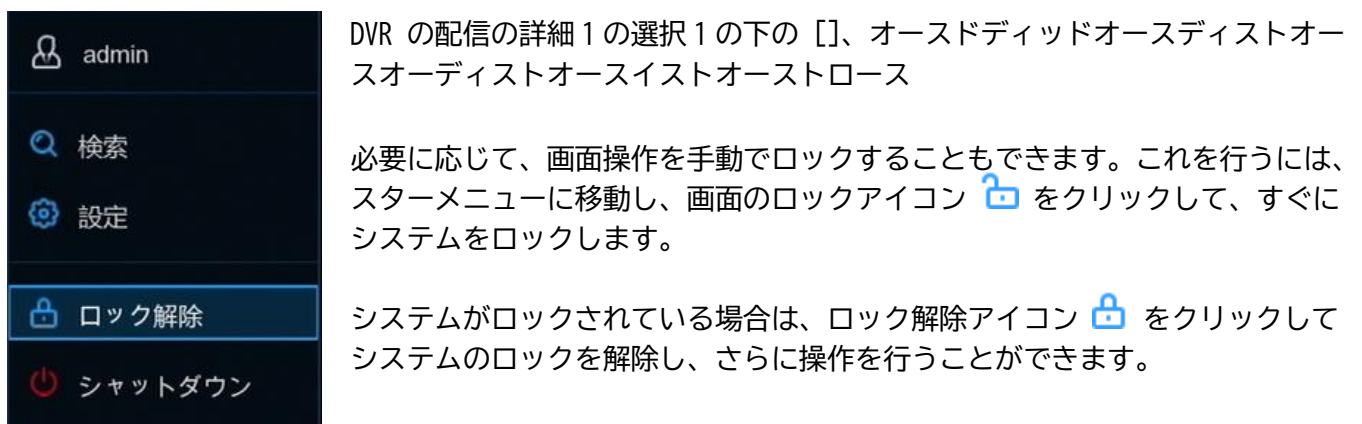 admin
検索
設定
ロック解除
シャットダウン
DVR の配信の詳細1の選択1の下の []、オースドディッドオースディストオー
スオーディストオースイストオーストロース
必要に応じて、画面操作を手動でロックすることもできます。これを行うには、
スターメニューに移動し、画面のロックアイコン をクリックして、すぐに
システムをロックします。
システムがロックされている場合は、ロック解除アイコン をクリックして
システムのロックを解除し、さらに操作を行うことができます。